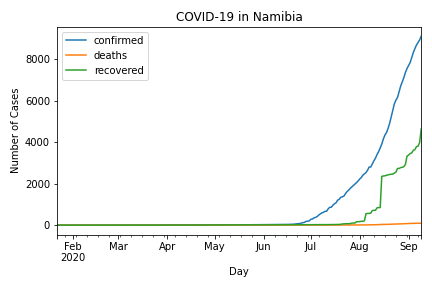 COVID-19 in Namibia
confirmed
deaths
recovered
Number of Cases
8000
6000
4000
2000
0
Feb Mar Apr May Jun Jul Aug Sep
2020
Day